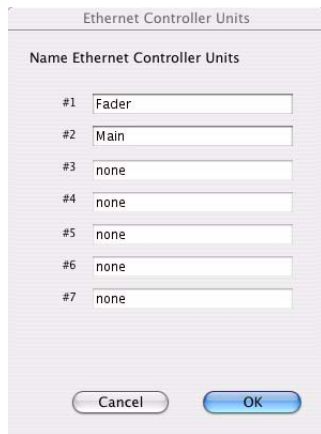 Ethernet Controller Units
Name Ethernet Controller Units
#1 Fader
#2 Main
#3 none
#4 none
#5 none
#6 none
#7 none
Cancel OK